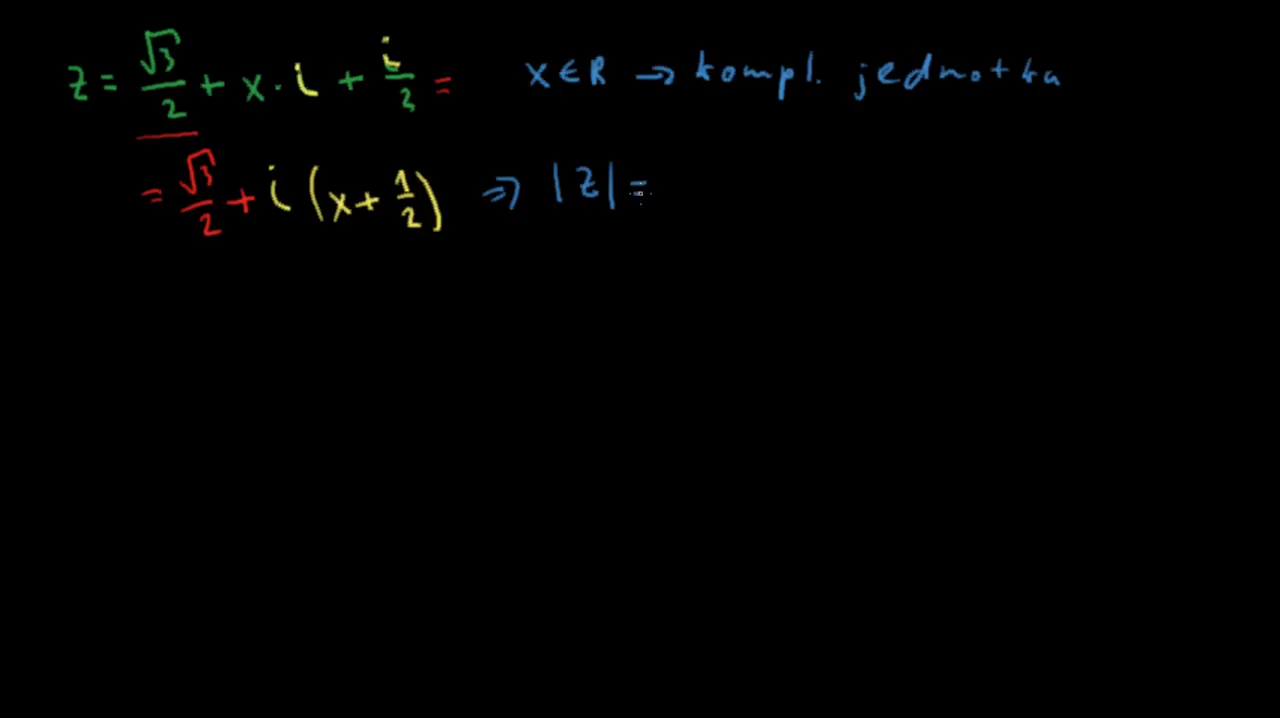 z = √3/2 + x · i + i/2 = x ∈ R → kompl. jednotka
= √3/2 + i (x + 1/2) ⇒ |z| =